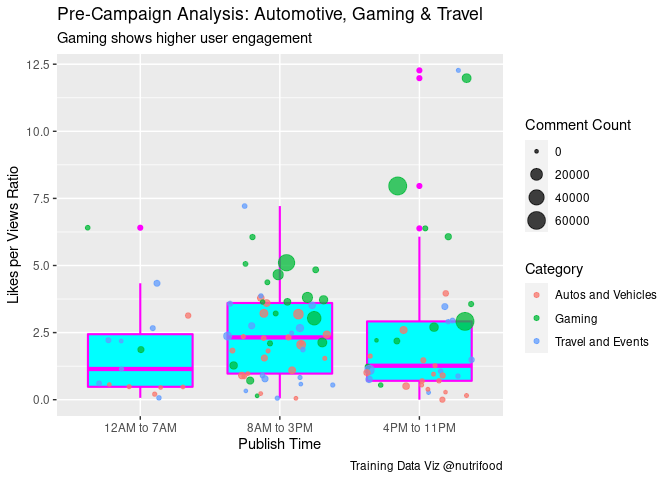 Pre-Campaign Analysis: Automotive, Gaming & Travel
Gaming shows higher user engagement
12.5
10.0
7.5
5.0
2.5
0.0
Likes per Views Ratio
12AM to 7AM
8AM to 3PM
4PM to 11PM
Publish Time
Comment Count
0
20000
40000
60000
Category
Autos and Vehicles
Gaming
Travel and Events
Training Data Viz @nutrifood